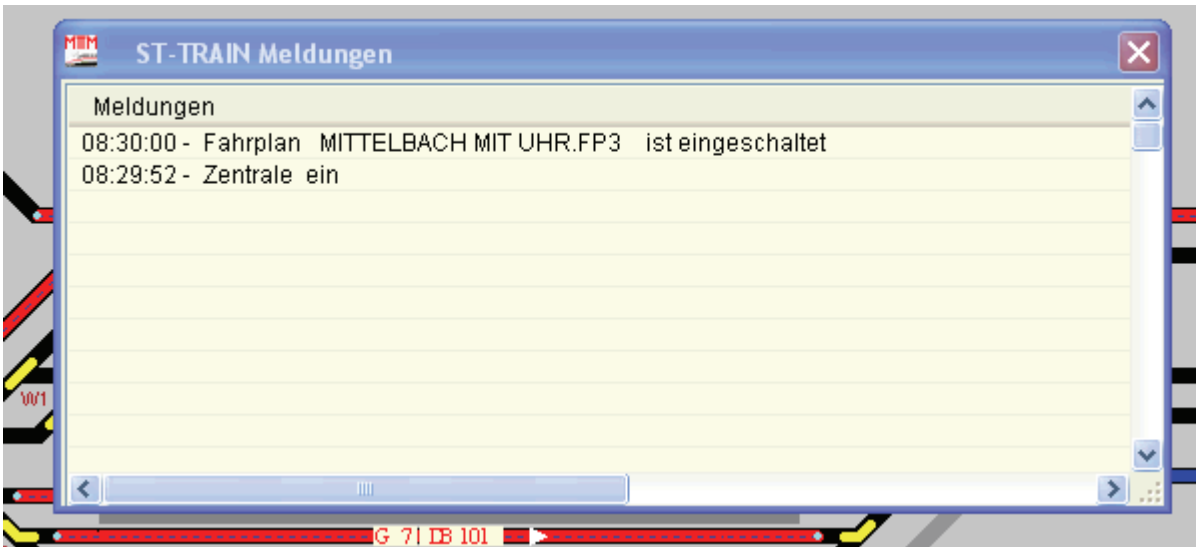 ST-TRAIN Meldungen
Meldungen
08:30:00 - Fahrplan MITTELBACH MIT UHR.FP3 ist eingeschaltet
08:29:52 - Zentrale ein
W1
G 7| DB 101